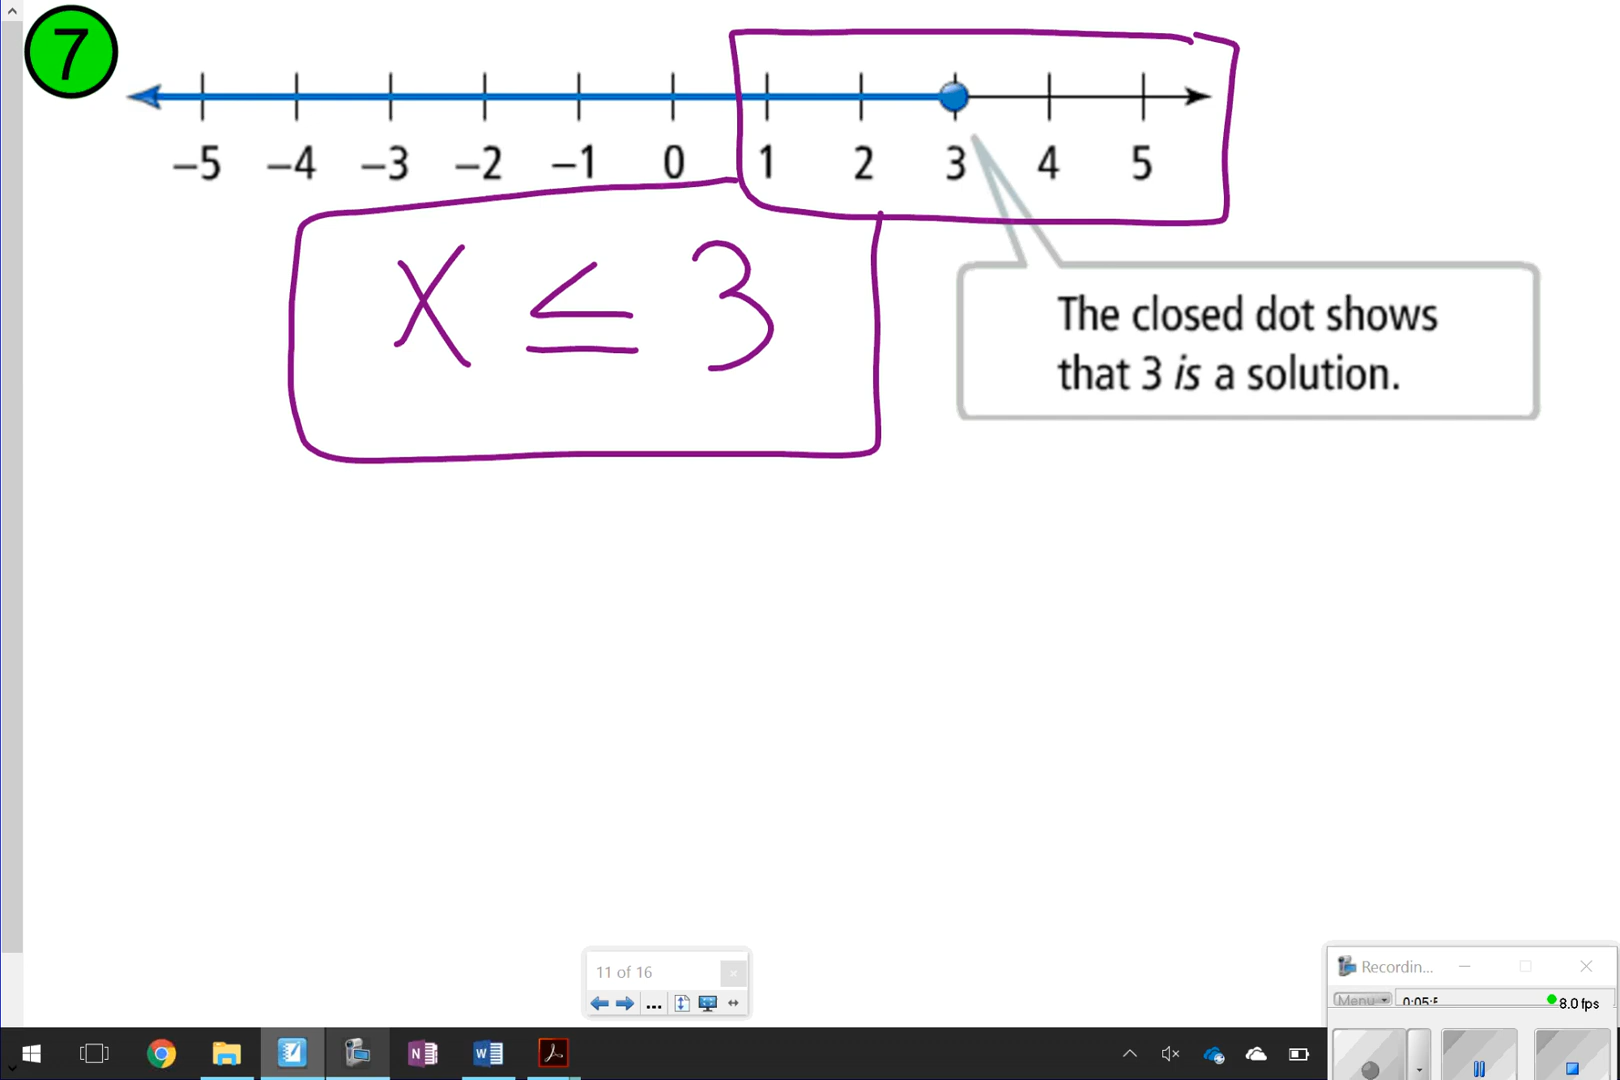 7
−5 −4 −3 −2 −1 0 1 2 3 4 5
X ≤ 3
The closed dot shows
that 3 is a solution.
11 of 16
Recordin...
Menu
8.0 fps